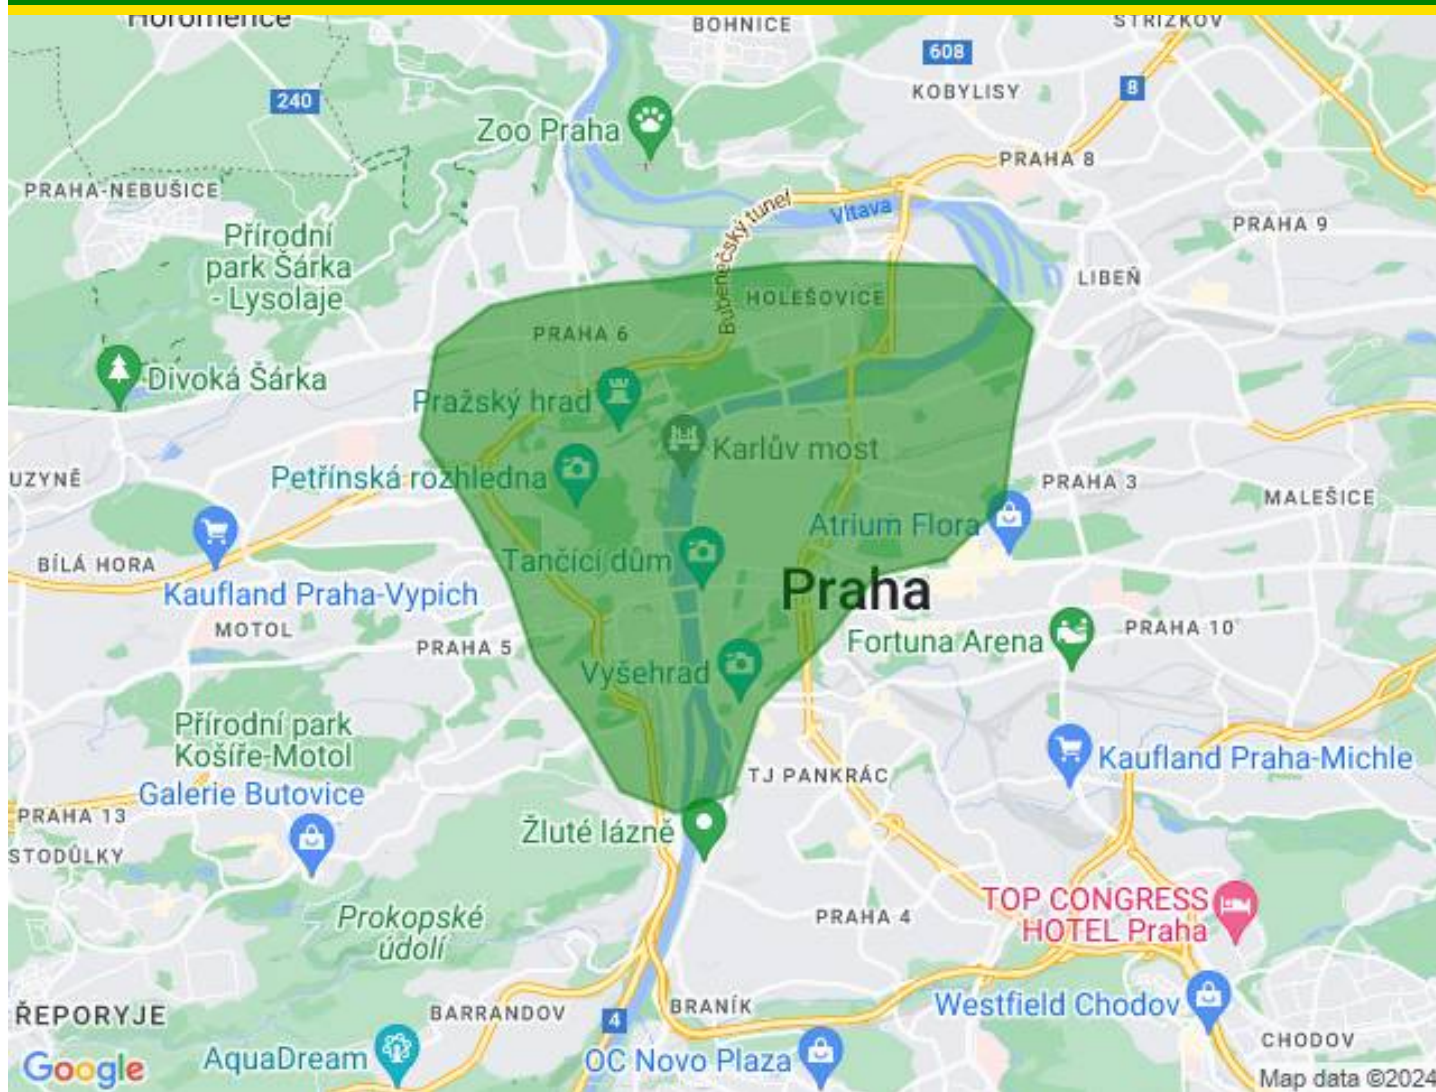 Horoměřice
BOHNICE
STŘÍŽKOV
608
KOBYLISY
8
240
Zoo Praha
PRAHA 8
PRAHA-NEBUŠICE
Bubenečský tunel
Vltava
PRAHA 9
Přírodní
park Šárka
- Lysolaje
LIBEŇ
HOLEŠOVICE
PRAHA 6
Divoká Šárka
Pražský hrad
Karlův most
Petřínská rozhledna
UZYNĚ
PRAHA 3
MALEŠICE
Atrium Flora
BÍLÁ HORA
Tančící dům
Praha
Kaufland Praha-Vypich
MOTOL
PRAHA 5
Fortuna Arena
PRAHA 10
Vyšehrad
Přírodní park
Košíře-Motol
Galerie Butovice
TJ PANKRÁC
Kaufland Praha-Michle
PRAHA 13
STODŮLKY
Žluté lázně
Prokopské
údolí
PRAHA 4
TOP CONGRESS
HOTEL Praha
ŘEPORYJE
BARRANDOV
4
BRANÍK
Westfield Chodov
CHODOV
Google
AquaDream
OC Novo Plaza
Map data ©2024